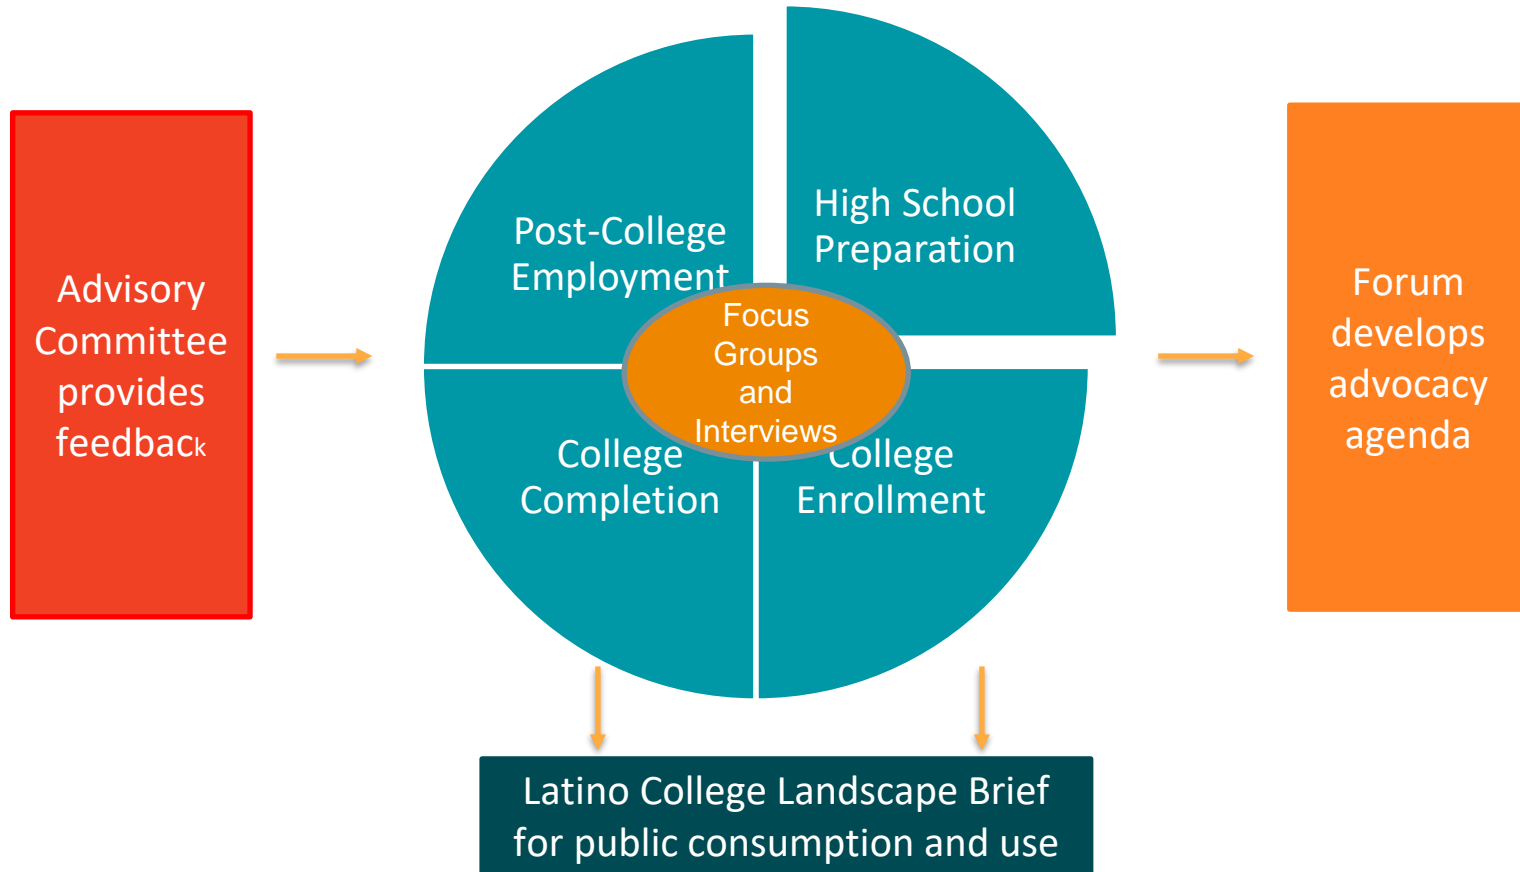 Advisory
Committee
provides
feedback
Post-College
Employment
High School
Preparation
Focus
Groups
and
Interviews
College
Completion
College
Enrollment
Forum
develops
advocacy
agenda
Latino College Landscape Brief
for public consumption and use